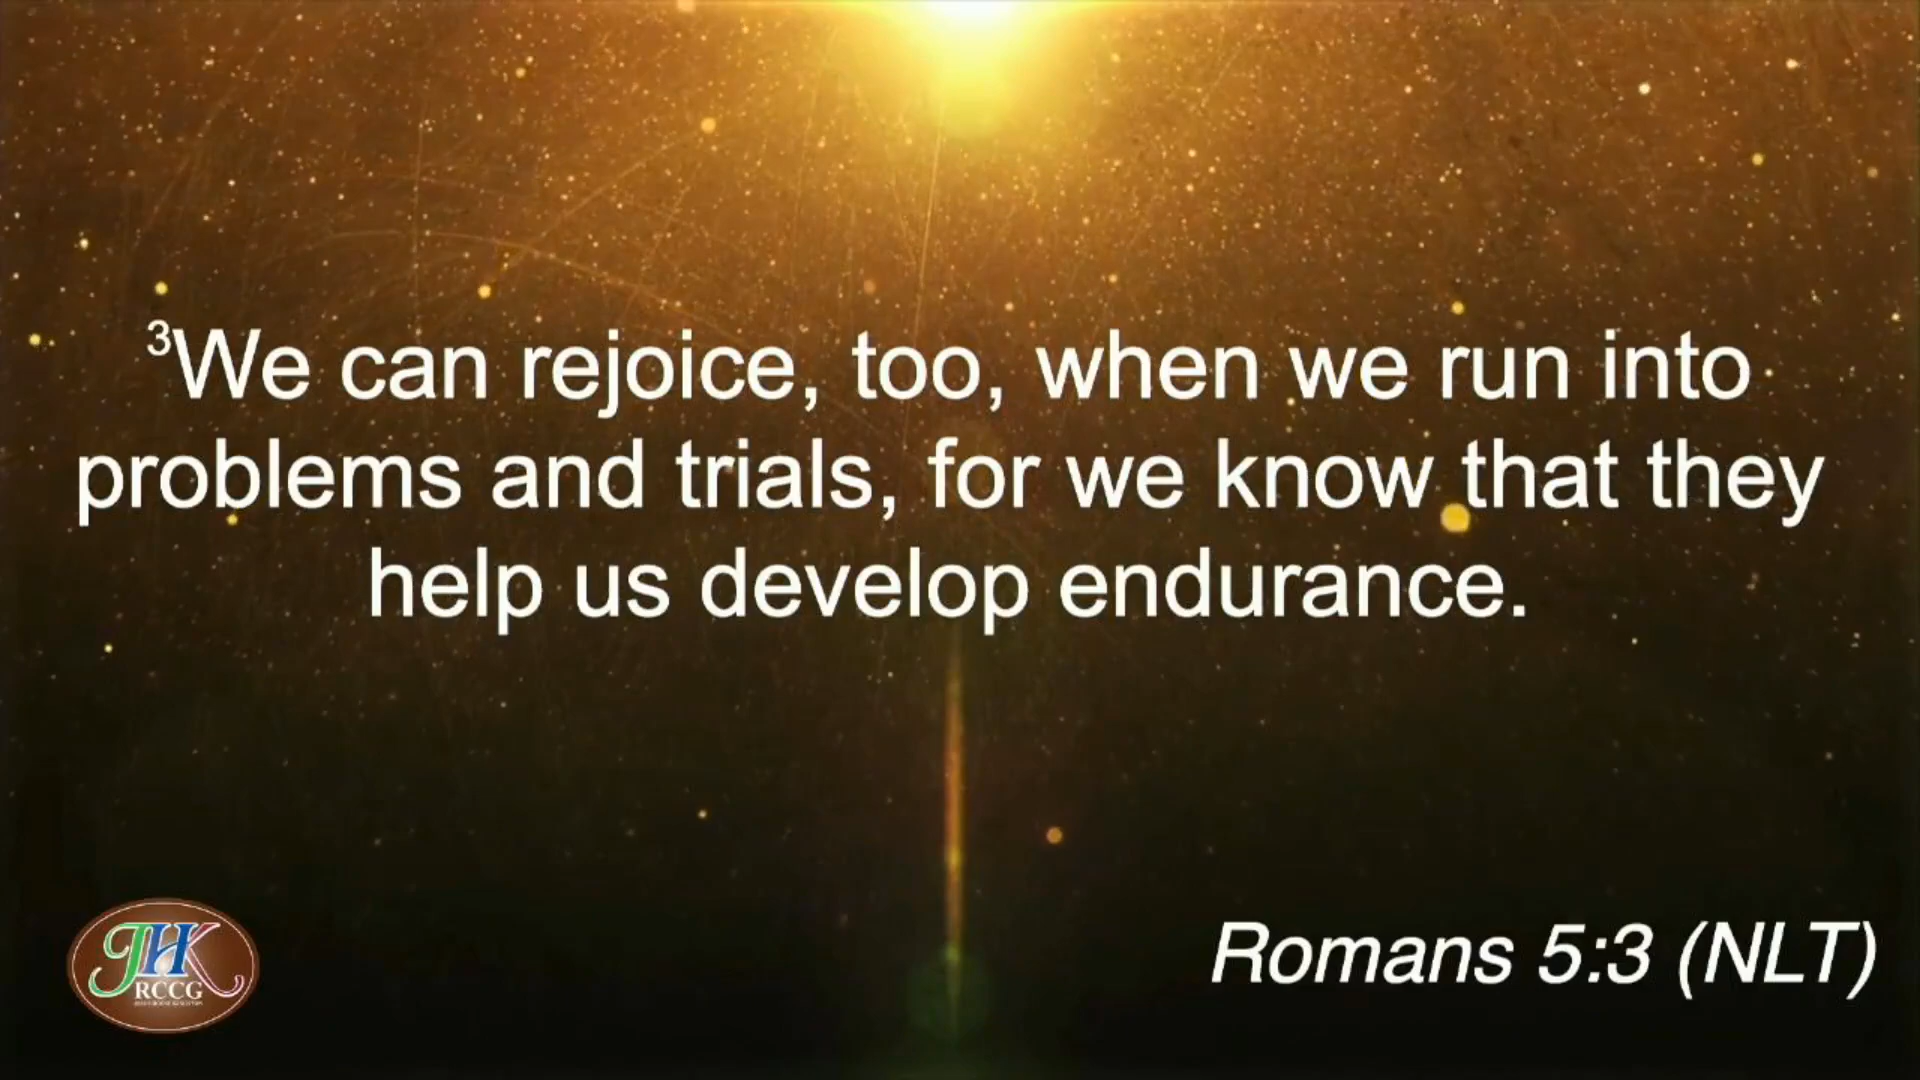 ³We can rejoice, too, when we run into
problems and trials, for we know that they
help us develop endurance.
Romans 5:3 (NLT)
JHK
RCCG